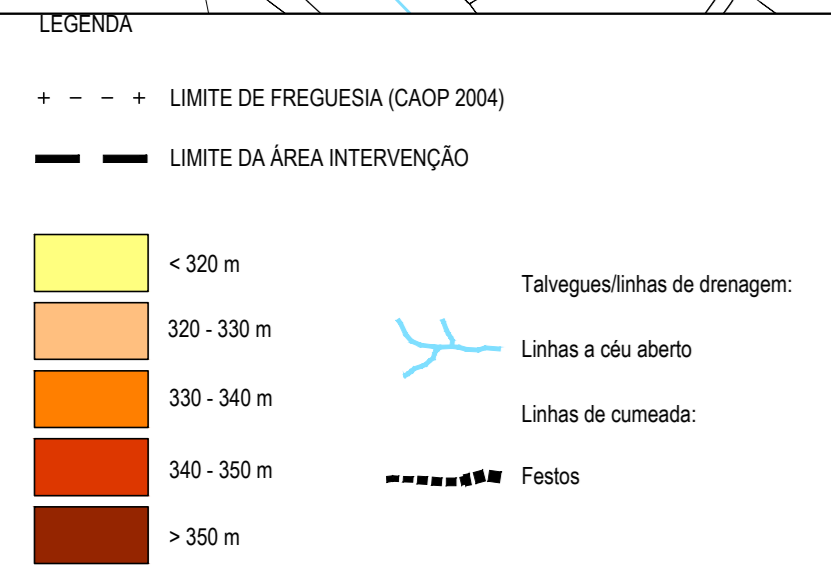 LEGENDA
LIMITE DE FREGUESIA (CAOP 2004)
LIMITE DA ÁREA INTERVENÇÃO
< 320 m
320 - 330 m
330 - 340 m
340 - 350 m
> 350 m
Talvegues/linhas de drenagem:
Linhas a céu aberto
Linhas de cumeada:
Festos